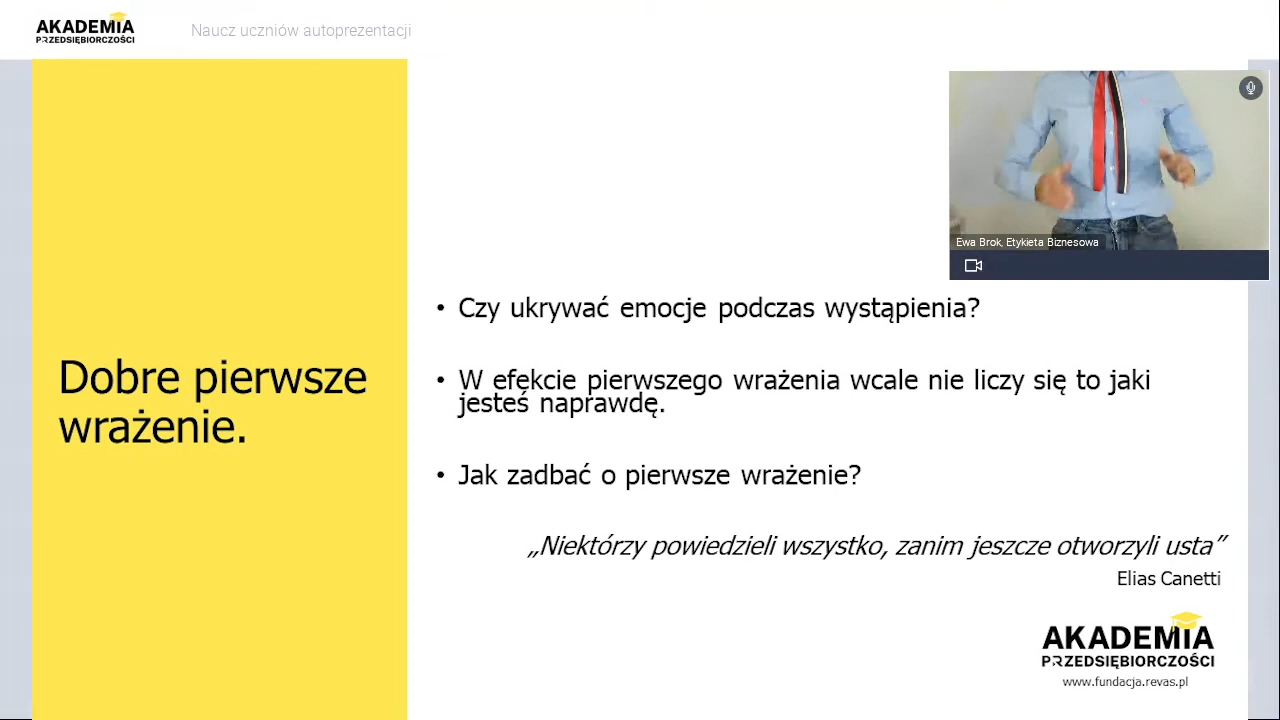 AKADEMIA
PRZEDSIĘBIORCZOŚCI
Naucz uczniów autoprezentacji
Ewa Brok, Etykieta Biznesowa
Dobre pierwsze
wrażenie.
• Czy ukrywać emocje podczas wystąpienia?
• W efekcie pierwszego wrażenia wcale nie liczy się to jaki
jesteś naprawdę.
• Jak zadbać o pierwsze wrażenie?
„Niektórzy powiedzieli wszystko, zanim jeszcze otworzyli usta”
Elias Canetti
AKADEMIA
PRZEDSIĘBIORCZOŚCI
www.fundacja.revas.pl